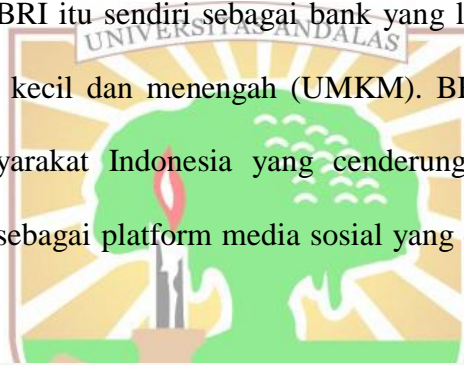 BRI itu sendiri sebagai bank yang
UNIVERSITAS ANDALAS
kecil dan menengah (UMKM).
yarakat Indonesia yang cenderung
sebagai platform media sosial yang